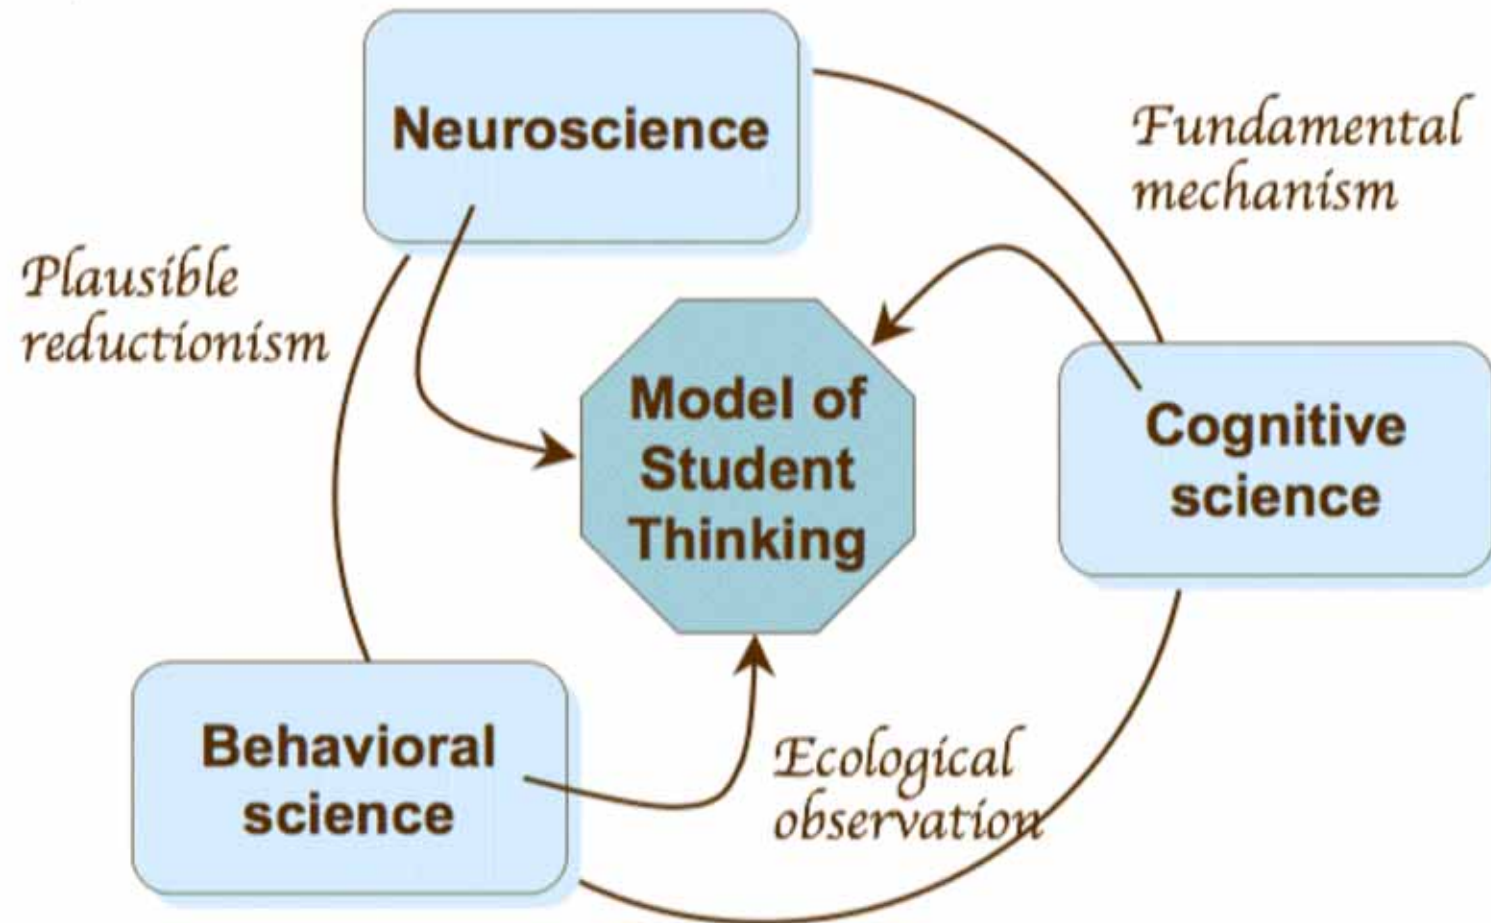 Neuroscience
Fundamental
mechanism
Plausible
reductionism
Model of
Student
Thinking
Cognitive
science
Behavioral
science
Ecological
observation